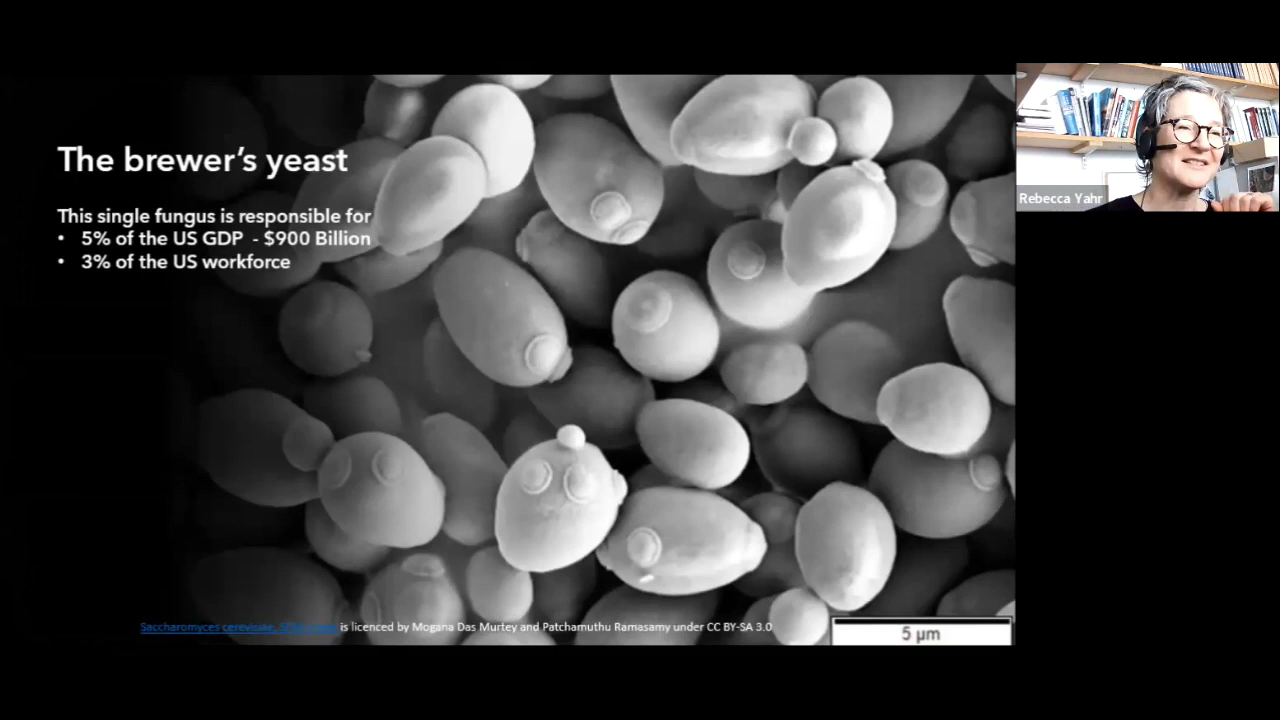 The brewer's yeast
This single fungus is responsible for
• 5% of the US GDP - $900 Billion
• 3% of the US workforce
Rebecca Yahr
Saccharomyces cerevisiae, SEM image is licenced by Mogana Das Murtey and Patchamuthu Ramasamy under CC BY-SA 3.0
5 µm